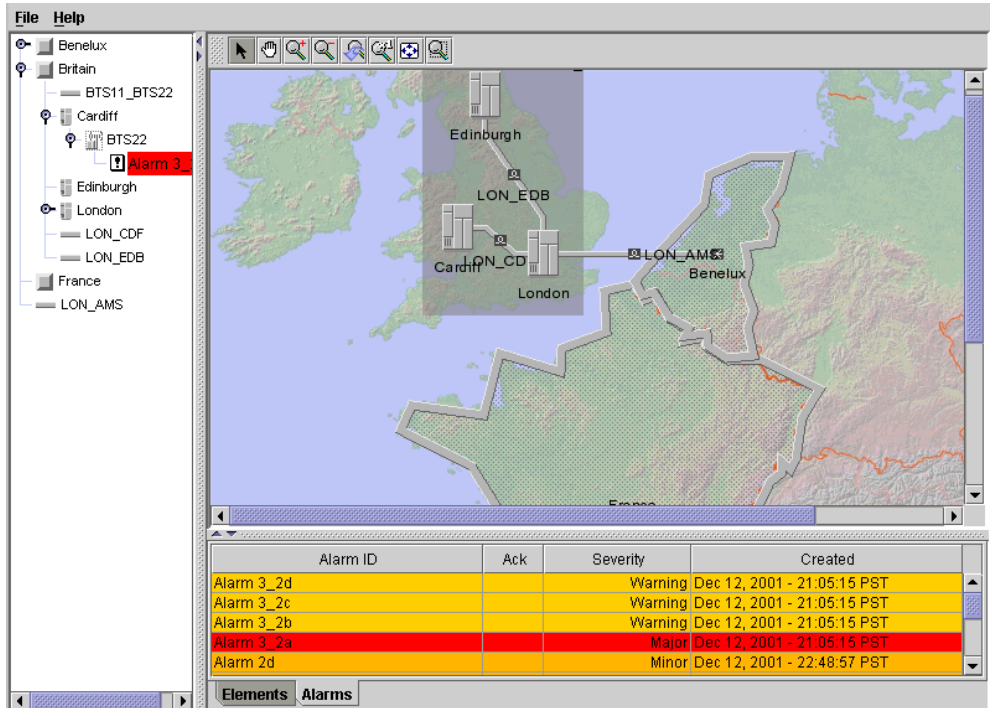 File Help
Benelux
Britain
BTS11_BTS22
Cardiff
BTS22
Alarm 3_
Edinburgh
London
LON_CDF
LON_EDB
France
LON_AMS
Edinburgh
LON_EDB
Cardiff
LON_CD
London
LON_AMS
Benelux
France
Alarm ID Ack Severity Created
Alarm 3_2d Warning Dec 12, 2001 - 21:05:15 PST
Alarm 3_2c Warning Dec 12, 2001 - 21:05:15 PST
Alarm 3_2b Warning Dec 12, 2001 - 21:05:15 PST
Alarm 3_2a Major Dec 12, 2001 - 21:05:15 PST
Alarm 2d Minor Dec 12, 2001 - 22:48:57 PST
Elements Alarms